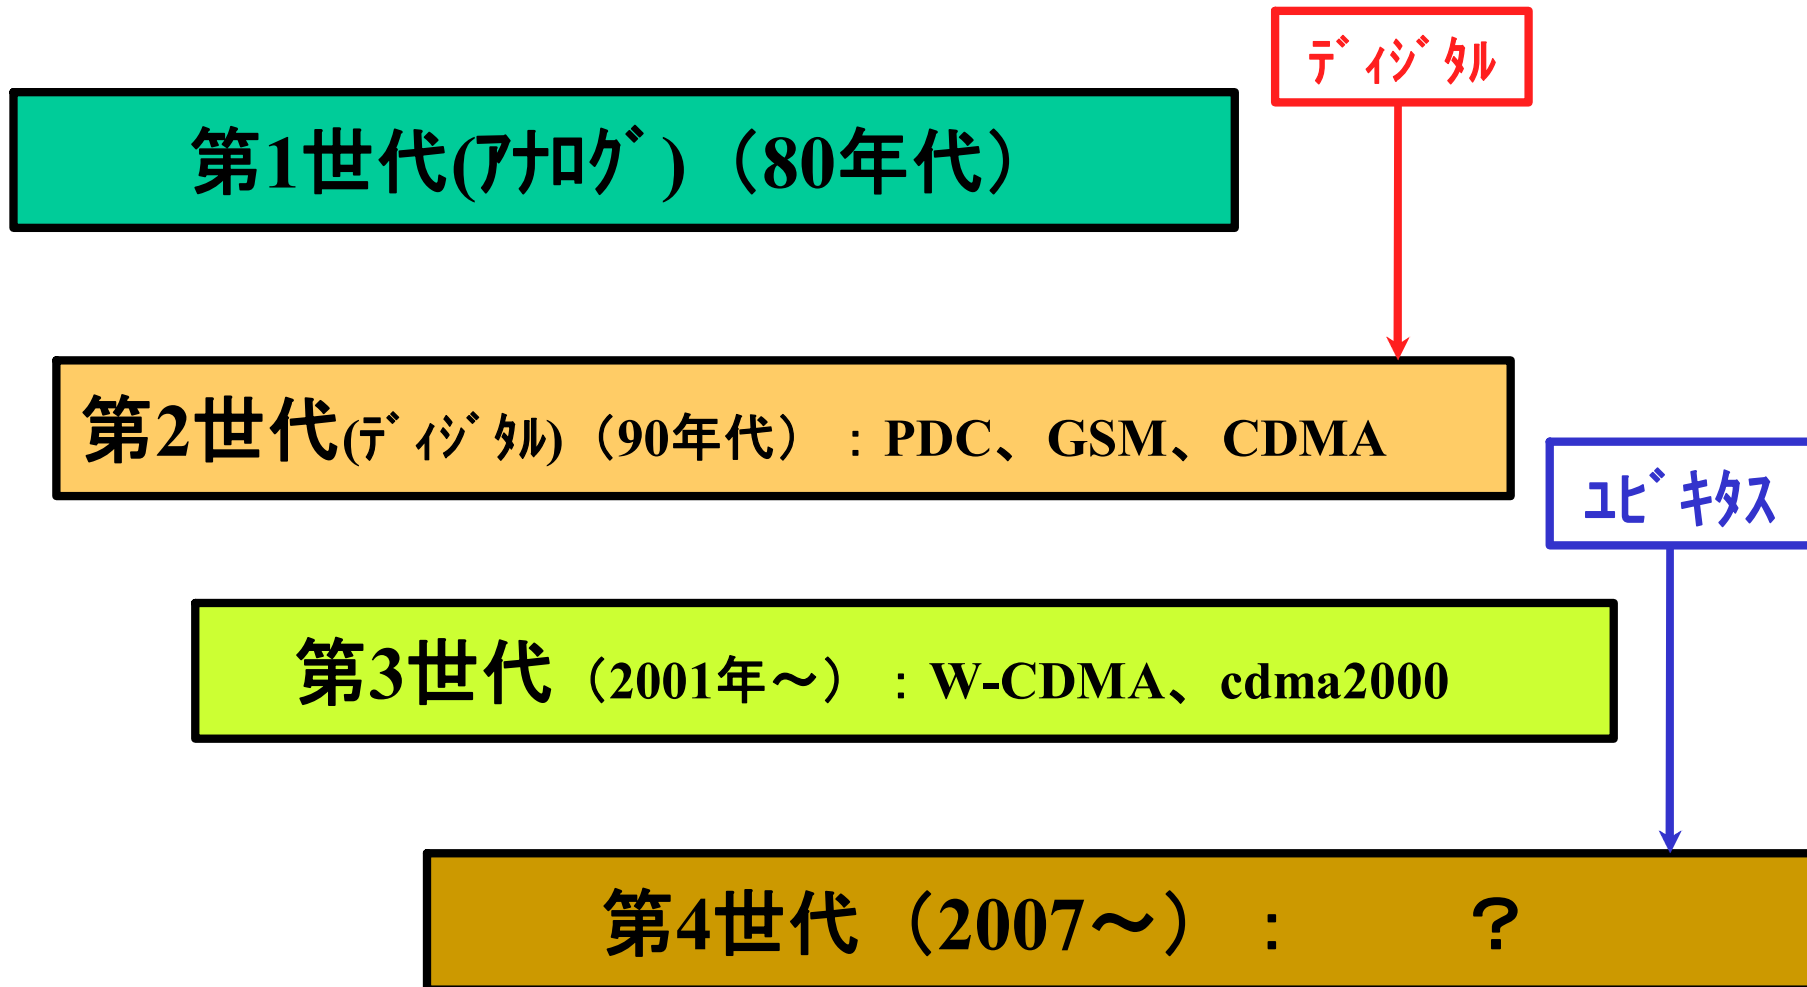 ﾃﾞｨｼﾞﾀﾙ
第1世代(ｱﾅﾛｸﾞ)（80年代）
第2世代(ﾃﾞｨｼﾞﾀﾙ)（90年代）：PDC、GSM、CDMA
ﾕﾋﾞｷﾀｽ
第3世代（2001年～）：W-CDMA、cdma2000
第4世代（2007～）：　　？